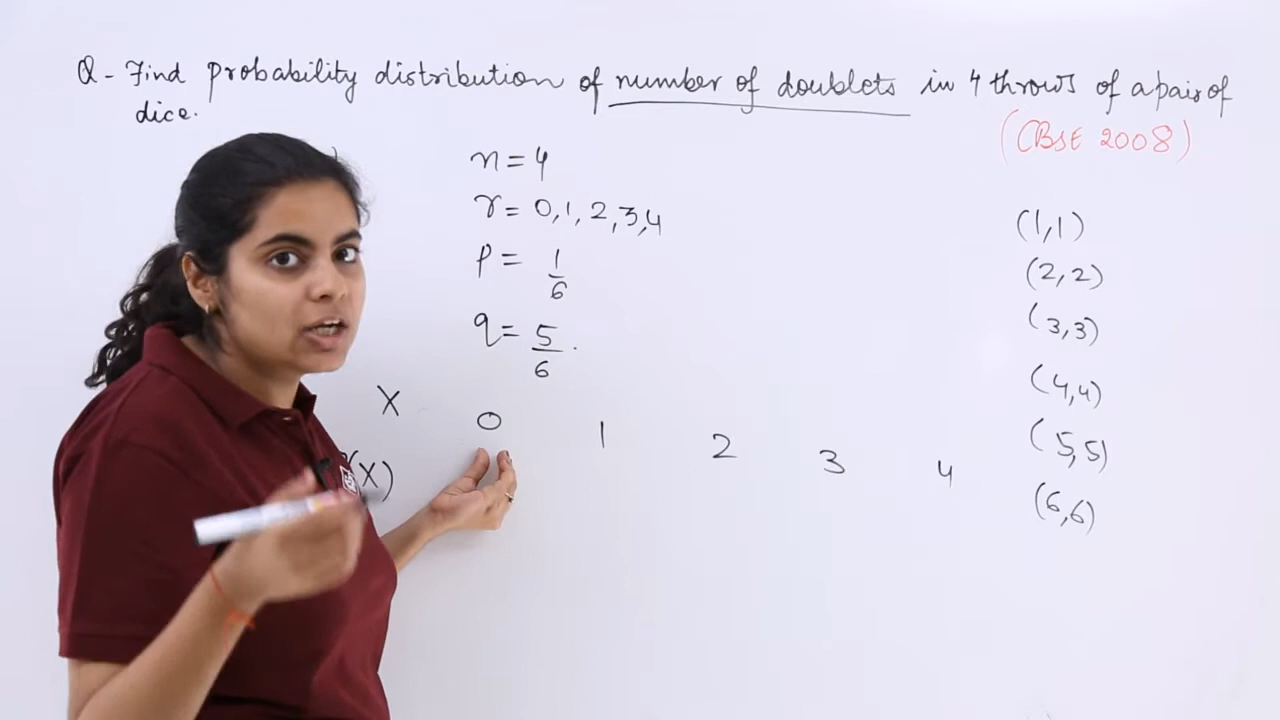 Q - Find probability distribution of number of doublets in 4 throws of a pair of
dice.
(CBSE 2008)
n = 4
r = 0, 1, 2, 3, 4
p = 1/6
q = 5/6.
X 0 1 2 3 4
(X)
(1,1)
(2,2)
(3,3)
(4,4)
(5,5)
(6,6)